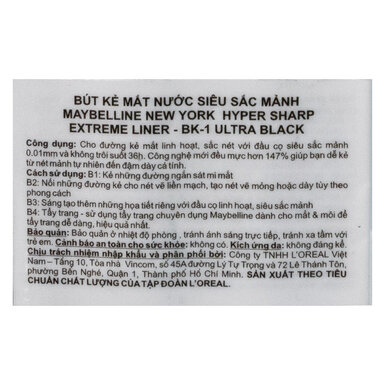 BÚT KẺ MẮT NƯỚC SIÊU SẮC MẢNH
MAYBELLINE NEW YORK HYPER SHARP
EXTREME LINER - BK-1 ULTRA BLACK
Công dụng: Cho đường kẻ mắt linh hoạt, sắc nét với đầu cọ siêu sắc mảnh
0.01mm và không trôi suốt 36h. Công nghệ mới đều mực hơn 147% giúp bạn dễ kẻ
từ nét mảnh tự nhiên đến đậm dày cá tính.
Cách sử dụng: B1: Kẻ những đường ngắn sát mi mắt
B2: Nối những đường kẻ cho nét vẽ liền mạch, tạo nét vẽ mỏng hoặc dày tùy theo
phong cách
B3: Sáng tạo thêm những họa tiết riêng với đầu cọ linh hoạt, siêu sắc mảnh
B4: Tẩy trang - sử dụng tẩy trang chuyên dụng Maybelline dành cho mắt & môi để
tẩy trang dễ dàng, hiệu quả nhất.
Bảo quản: Bảo quản ở nhiệt độ phòng , tránh ánh sáng trực tiếp, tránh xa tầm với
trẻ em. Cảnh báo an toàn cho sức khỏe: không có. Kích ứng da: không đáng kể.
Chịu trách nhiệm nhập khẩu và phân phối bởi: Công ty TNHH L'OREAL Việt
Nam – Tầng 10, Tòa nhà Vincom, số 45A đường Lý Tự Trọng và 72 Lê Thánh Tôn,
phường Bến Nghé, Quận 1, Thành phố Hồ Chí Minh. SẢN XUẤT THEO TIÊU
CHUẨN CHẤT LƯỢNG CỦA TẬP ĐOÀN L'OREAL.